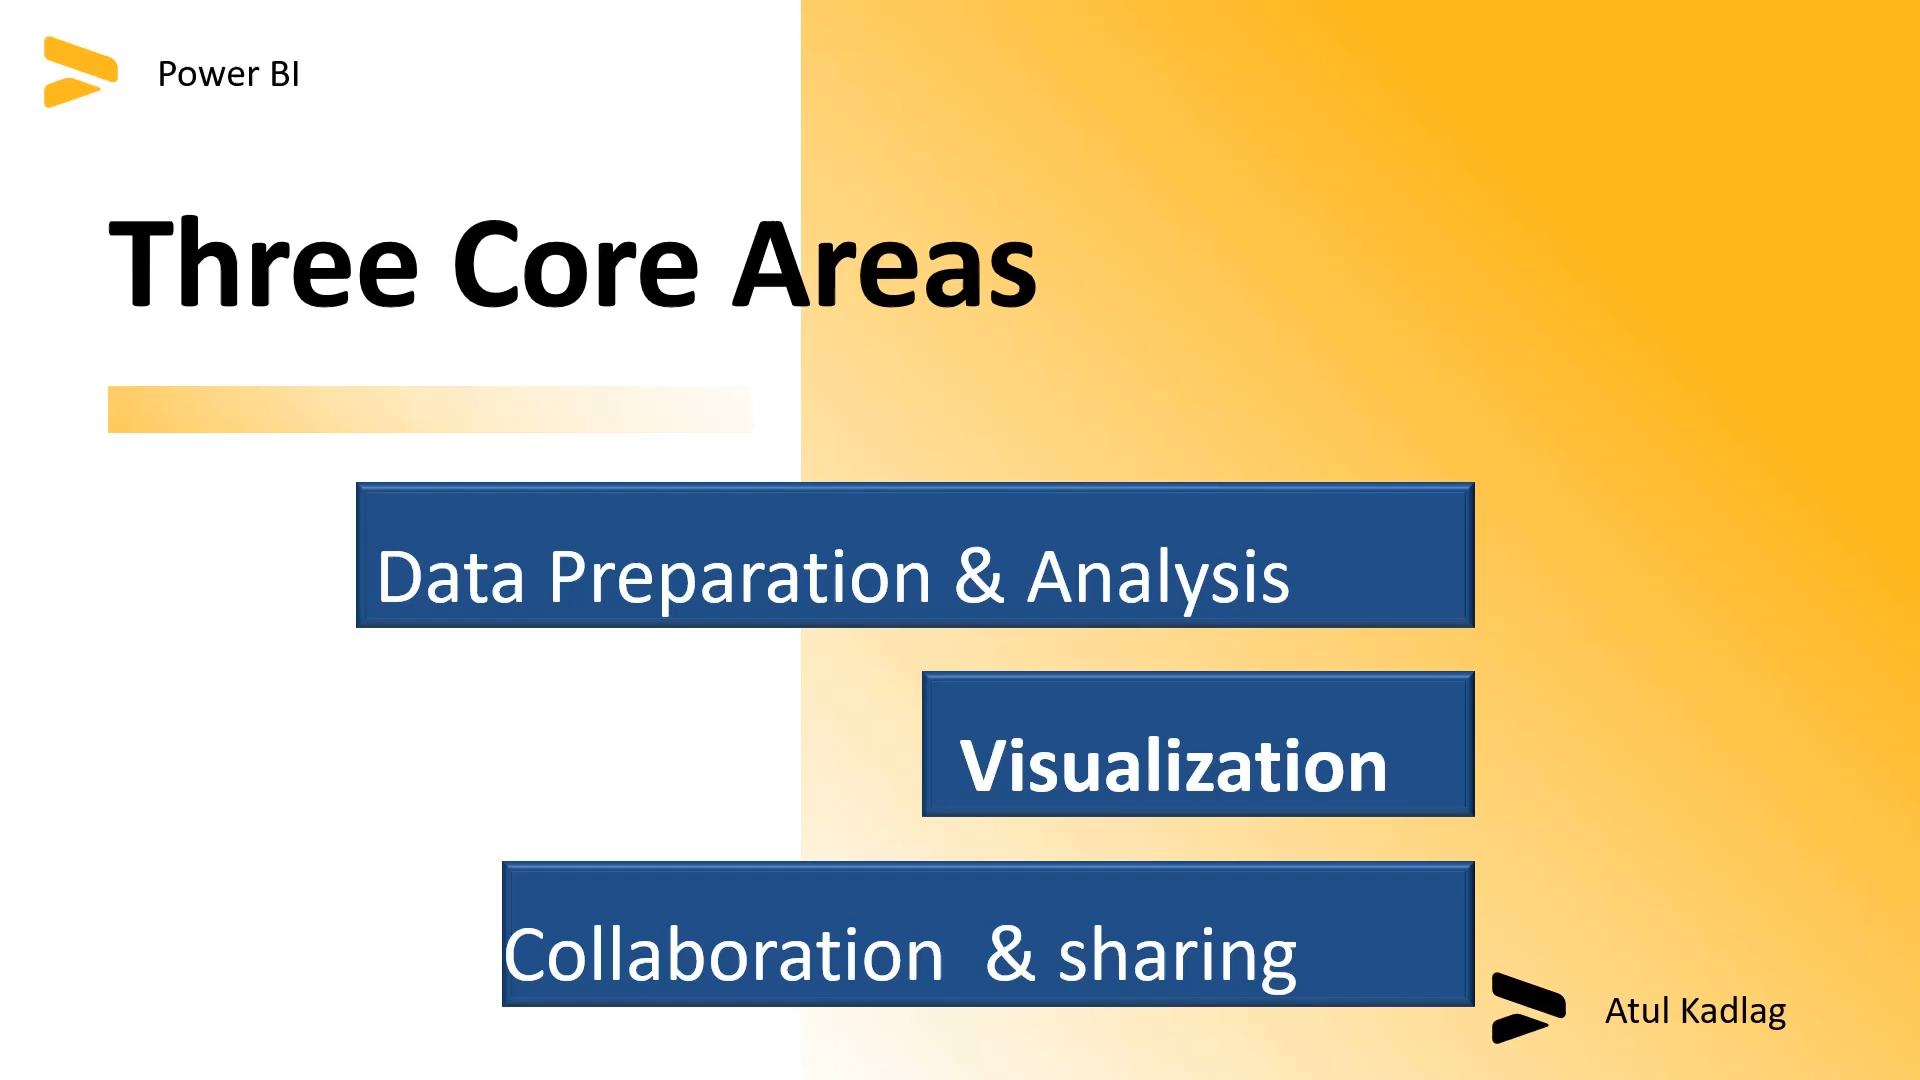 Power BI
Three Core Areas
Data Preparation & Analysis
Visualization
Collaboration  & sharing
Atul Kadlag